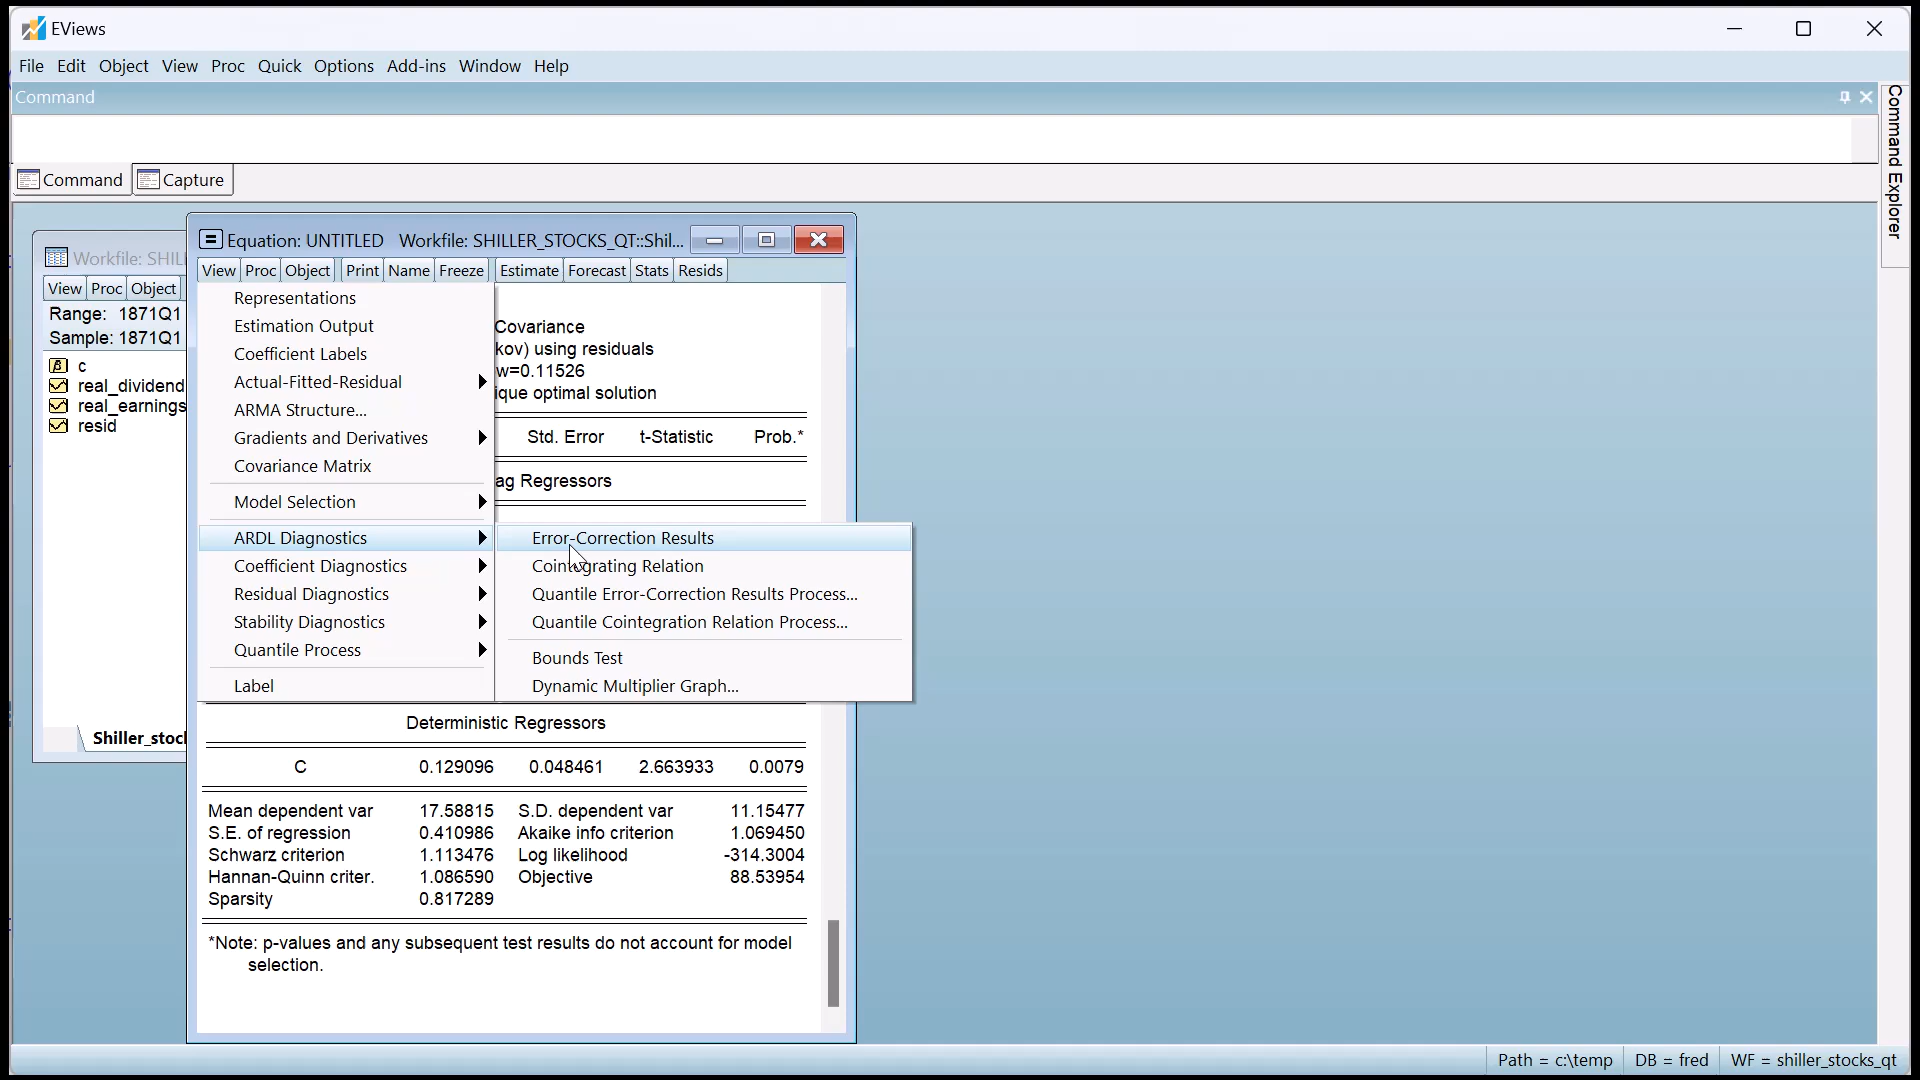 EViews
File Edit Object View Proc Quick Options Add-ins Window Help
Command
Command Explorer
Command Capture
Workfile: SHILL
View Proc Object
Range: 1871Q1
Sample: 1871Q1
c
real_dividend
real_earnings
resid
Shiller_stock
Equation: UNTITLED Workfile: SHILLER_STOCKS_QT::Shil...
View Proc Object Print Name Freeze Estimate Forecast Stats Resids
Representations
Estimation Output
Coefficient Labels
Actual-Fitted-Residual
ARMA Structure...
Gradients and Derivatives
Covariance Matrix
Model Selection
ARDL Diagnostics
Coefficient Diagnostics
Residual Diagnostics
Stability Diagnostics
Quantile Process
Label
Covariance
kov) using residuals
w=0.11526
ique optimal solution
Std. Error t-Statistic Prob.*
ag Regressors
Error-Correction Results
Cointegrating Relation
Quantile Error-Correction Results Process...
Quantile Cointegration Relation Process...
Bounds Test
Dynamic Multiplier Graph...
Deterministic Regressors
C 0.129096 0.048461 2.663933 0.0079
Mean dependent var 17.58815 S.D. dependent var 11.15477
S.E. of regression 0.410986 Akaike info criterion 1.069450
Schwarz criterion 1.113476 Log likelihood -314.3004
Hannan-Quinn criter. 1.086590 Objective 88.53954
Sparsity 0.817289
*Note: p-values and any subsequent test results do not account for model
selection.
Path = c:\temp DB = fred WF = shiller_stocks_qt